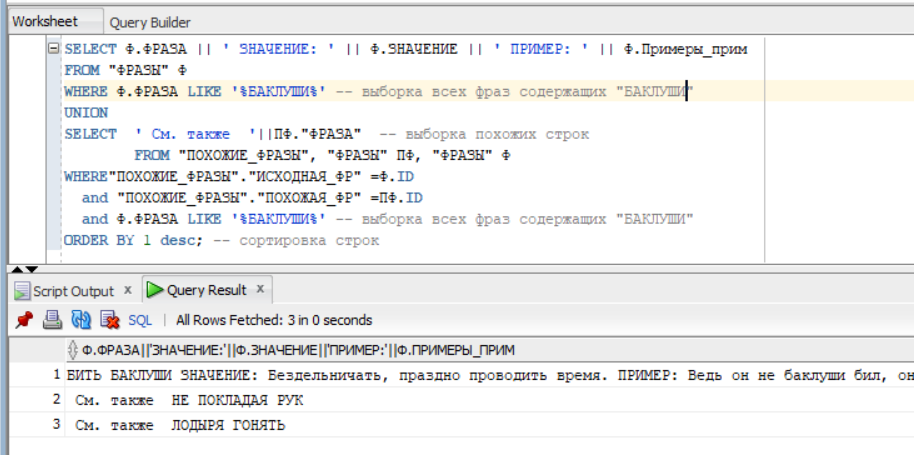 Worksheet Query Builder
SELECT Ф.ФРАЗА || ' ЗНАЧЕНИЕ: ' || Ф.ЗНАЧЕНИЕ || ' ПРИМЕР: ' || Ф.Примеры_прим
FROM "ФРАЗЫ" Ф
WHERE Ф.ФРАЗА LIKE '%БАКЛУШИ%' -- выборка всех фраз содержащих "БАКЛУШИ"
UNION
SELECT ' См. также '||ПФ."ФРАЗА" -- выборка похожих строк
FROM "ПОХОЖИЕ_ФРАЗЫ", "ФРАЗЫ" ПФ, "ФРАЗЫ" Ф
WHERE"ПОХОЖИЕ_ФРАЗЫ"."ИСХОДНАЯ_ФР" =Ф.ID
and "ПОХОЖИЕ_ФРАЗЫ"."ПОХОЖАЯ_ФР" =ПФ.ID
and Ф.ФРАЗА LIKE '%БАКЛУШИ%' -- выборка всех фраз содержащих "БАКЛУШИ"
ORDER BY 1 desc; -- сортировка строк
Script Output x Query Result x
SQL | All Rows Fetched: 3 in 0 seconds
Ф.ФРАЗА||'ЗНАЧЕНИЕ:'||Ф.ЗНАЧЕНИЕ||'ПРИМЕР:'||Ф.ПРИМЕРЫ_ПРИМ
1 БИТЬ БАКЛУШИ ЗНАЧЕНИЕ: Бездельничать, праздно проводить время. ПРИМЕР: Ведь он не баклуши бил, он
2 См. также НЕ ПОКЛАДАЯ РУК
3 См. также ЛОДЫРЯ ГОНЯТЬ